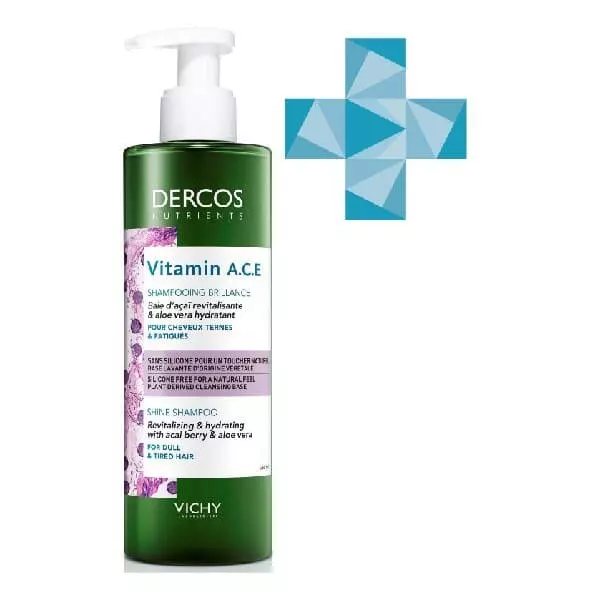 DERCOS
NUTRIENTS
Vitamin A.C.E
SHAMPOOING BRILLANCE
Baie d'açaï revitalisante
& aloe vera hydratant
POUR CHEVEUX TERNES
& FATIGUÉS
SANS SILICONE POUR UN TOUCHER NATUREL
BASE LAVANTE D'ORIGINE VÉGÉTALE
SILICONE FREE FOR A NATURAL FEEL
PLANT DERIVED CLEANSING BASE
SHINE SHAMPOO
Revitalizing & hydrating
with acai berry & aloe vera
FOR DULL
& TIRED HAIR
VICHY
LABORATOIRES